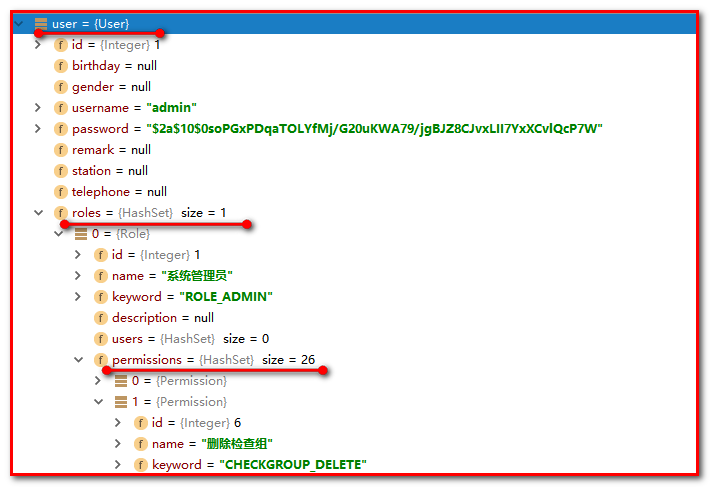 user = {User}
f id = {Integer} 1
f birthday = null
f gender = null
f username = "admin"
f password = "$2a$10$0soPGxPDqaTOLYfMj/G20uKWA79/jgBJZ8CJvxLII7YxXCvlQcP7W"
f remark = null
f station = null
f telephone = null
f roles = {HashSet} size = 1
0 = {Role}
f id = {Integer} 1
f name = "系统管理员"
f keyword = "ROLE_ADMIN"
f description = null
f users = {HashSet} size = 0
f permissions = {HashSet} size = 26
0 = {Permission}
1 = {Permission}
f id = {Integer} 6
f name = "删除检查组"
f keyword = "CHECKGROUP_DELETE"